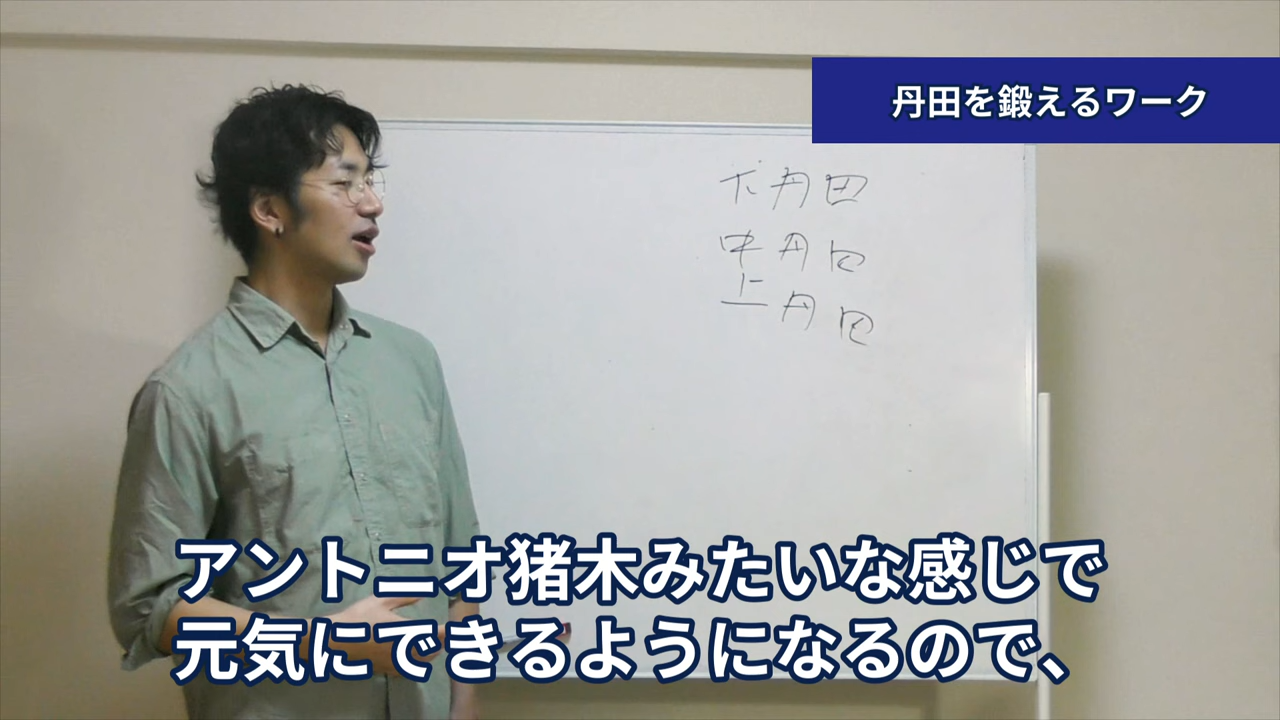 丹田を鍛えるワーク
下丹田
中丹田
上丹田
アントニオ猪木みたいな感じで
元気にできるようになるので、